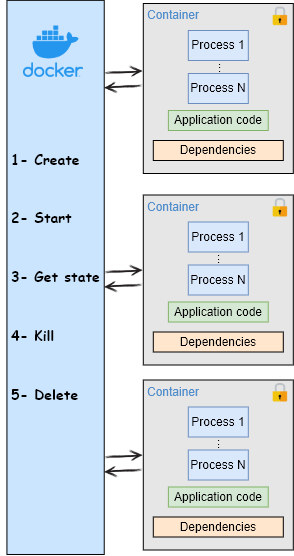 docker
1- Create
2- Start
3- Get state
4- Kill
5- Delete
Container
Process 1
⋮
Process N
Application code
Dependencies
Container
Process 1
⋮
Process N
Application code
Dependencies
Container
Process 1
⋮
Process N
Application code
Dependencies